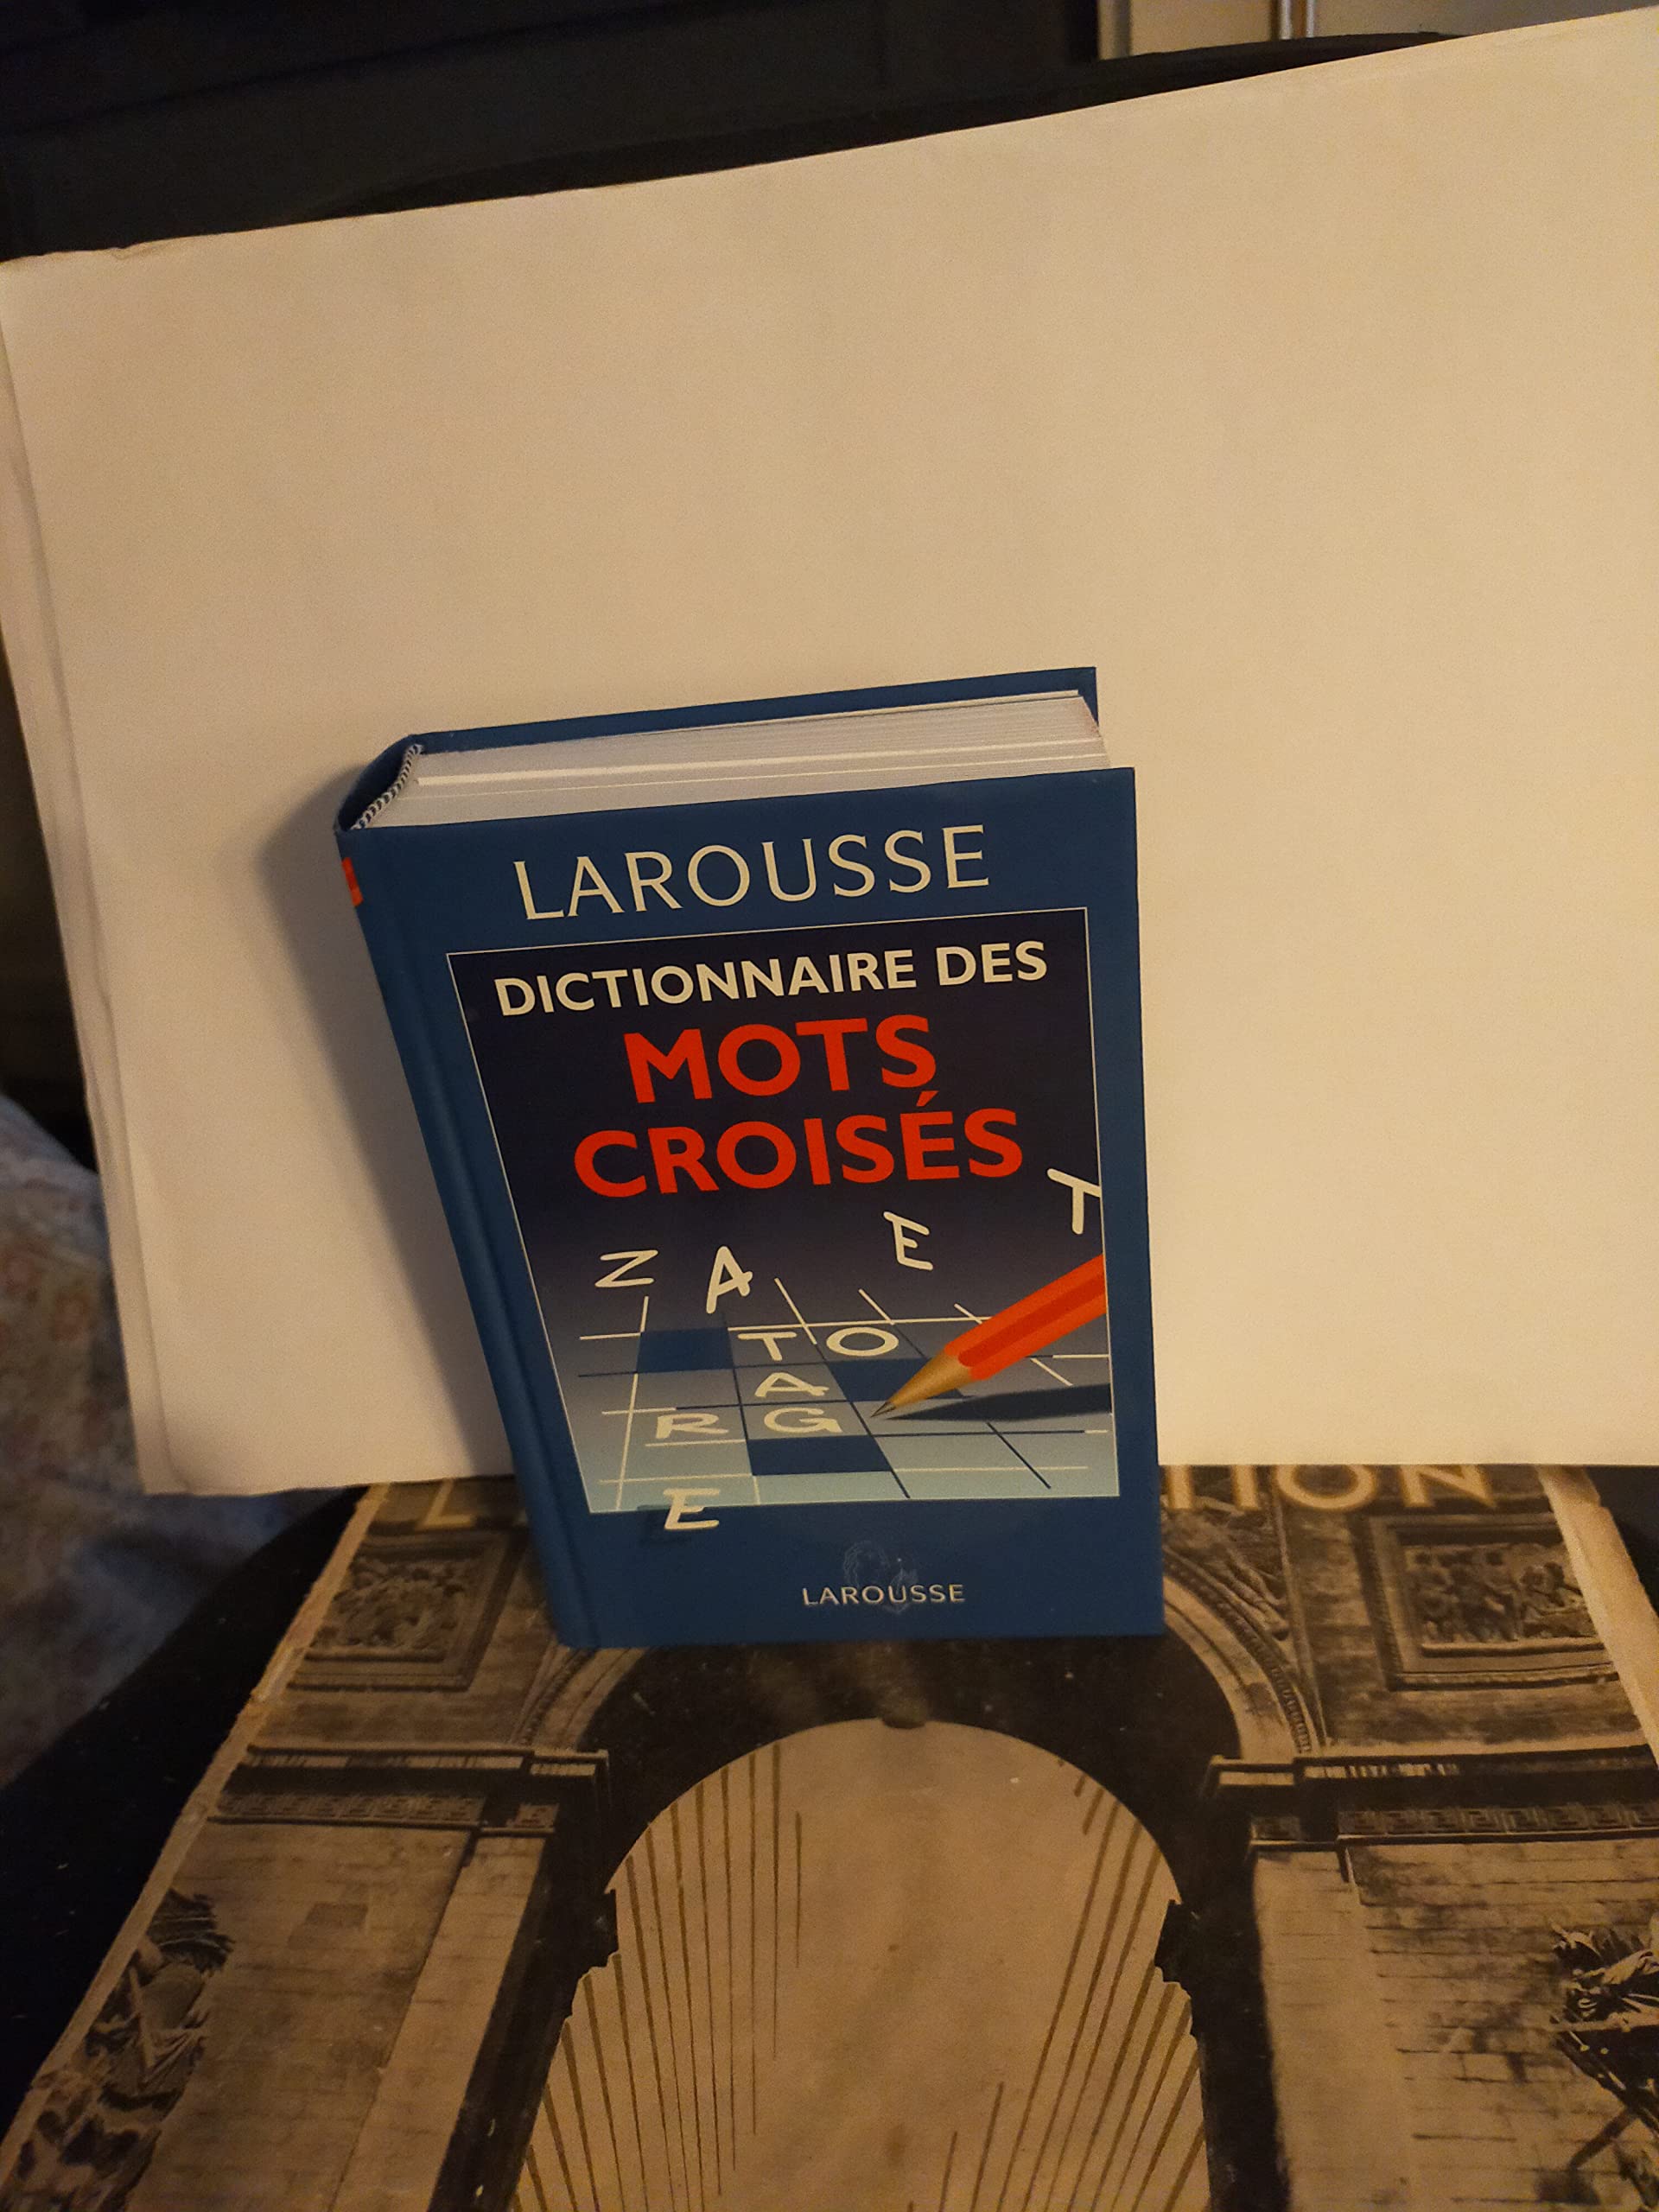 LAROUSSE
DICTIONNAIRE DES
MOTS
CROISÉS
T
E
Z A
T O
A
R G
E
LAROUSSE